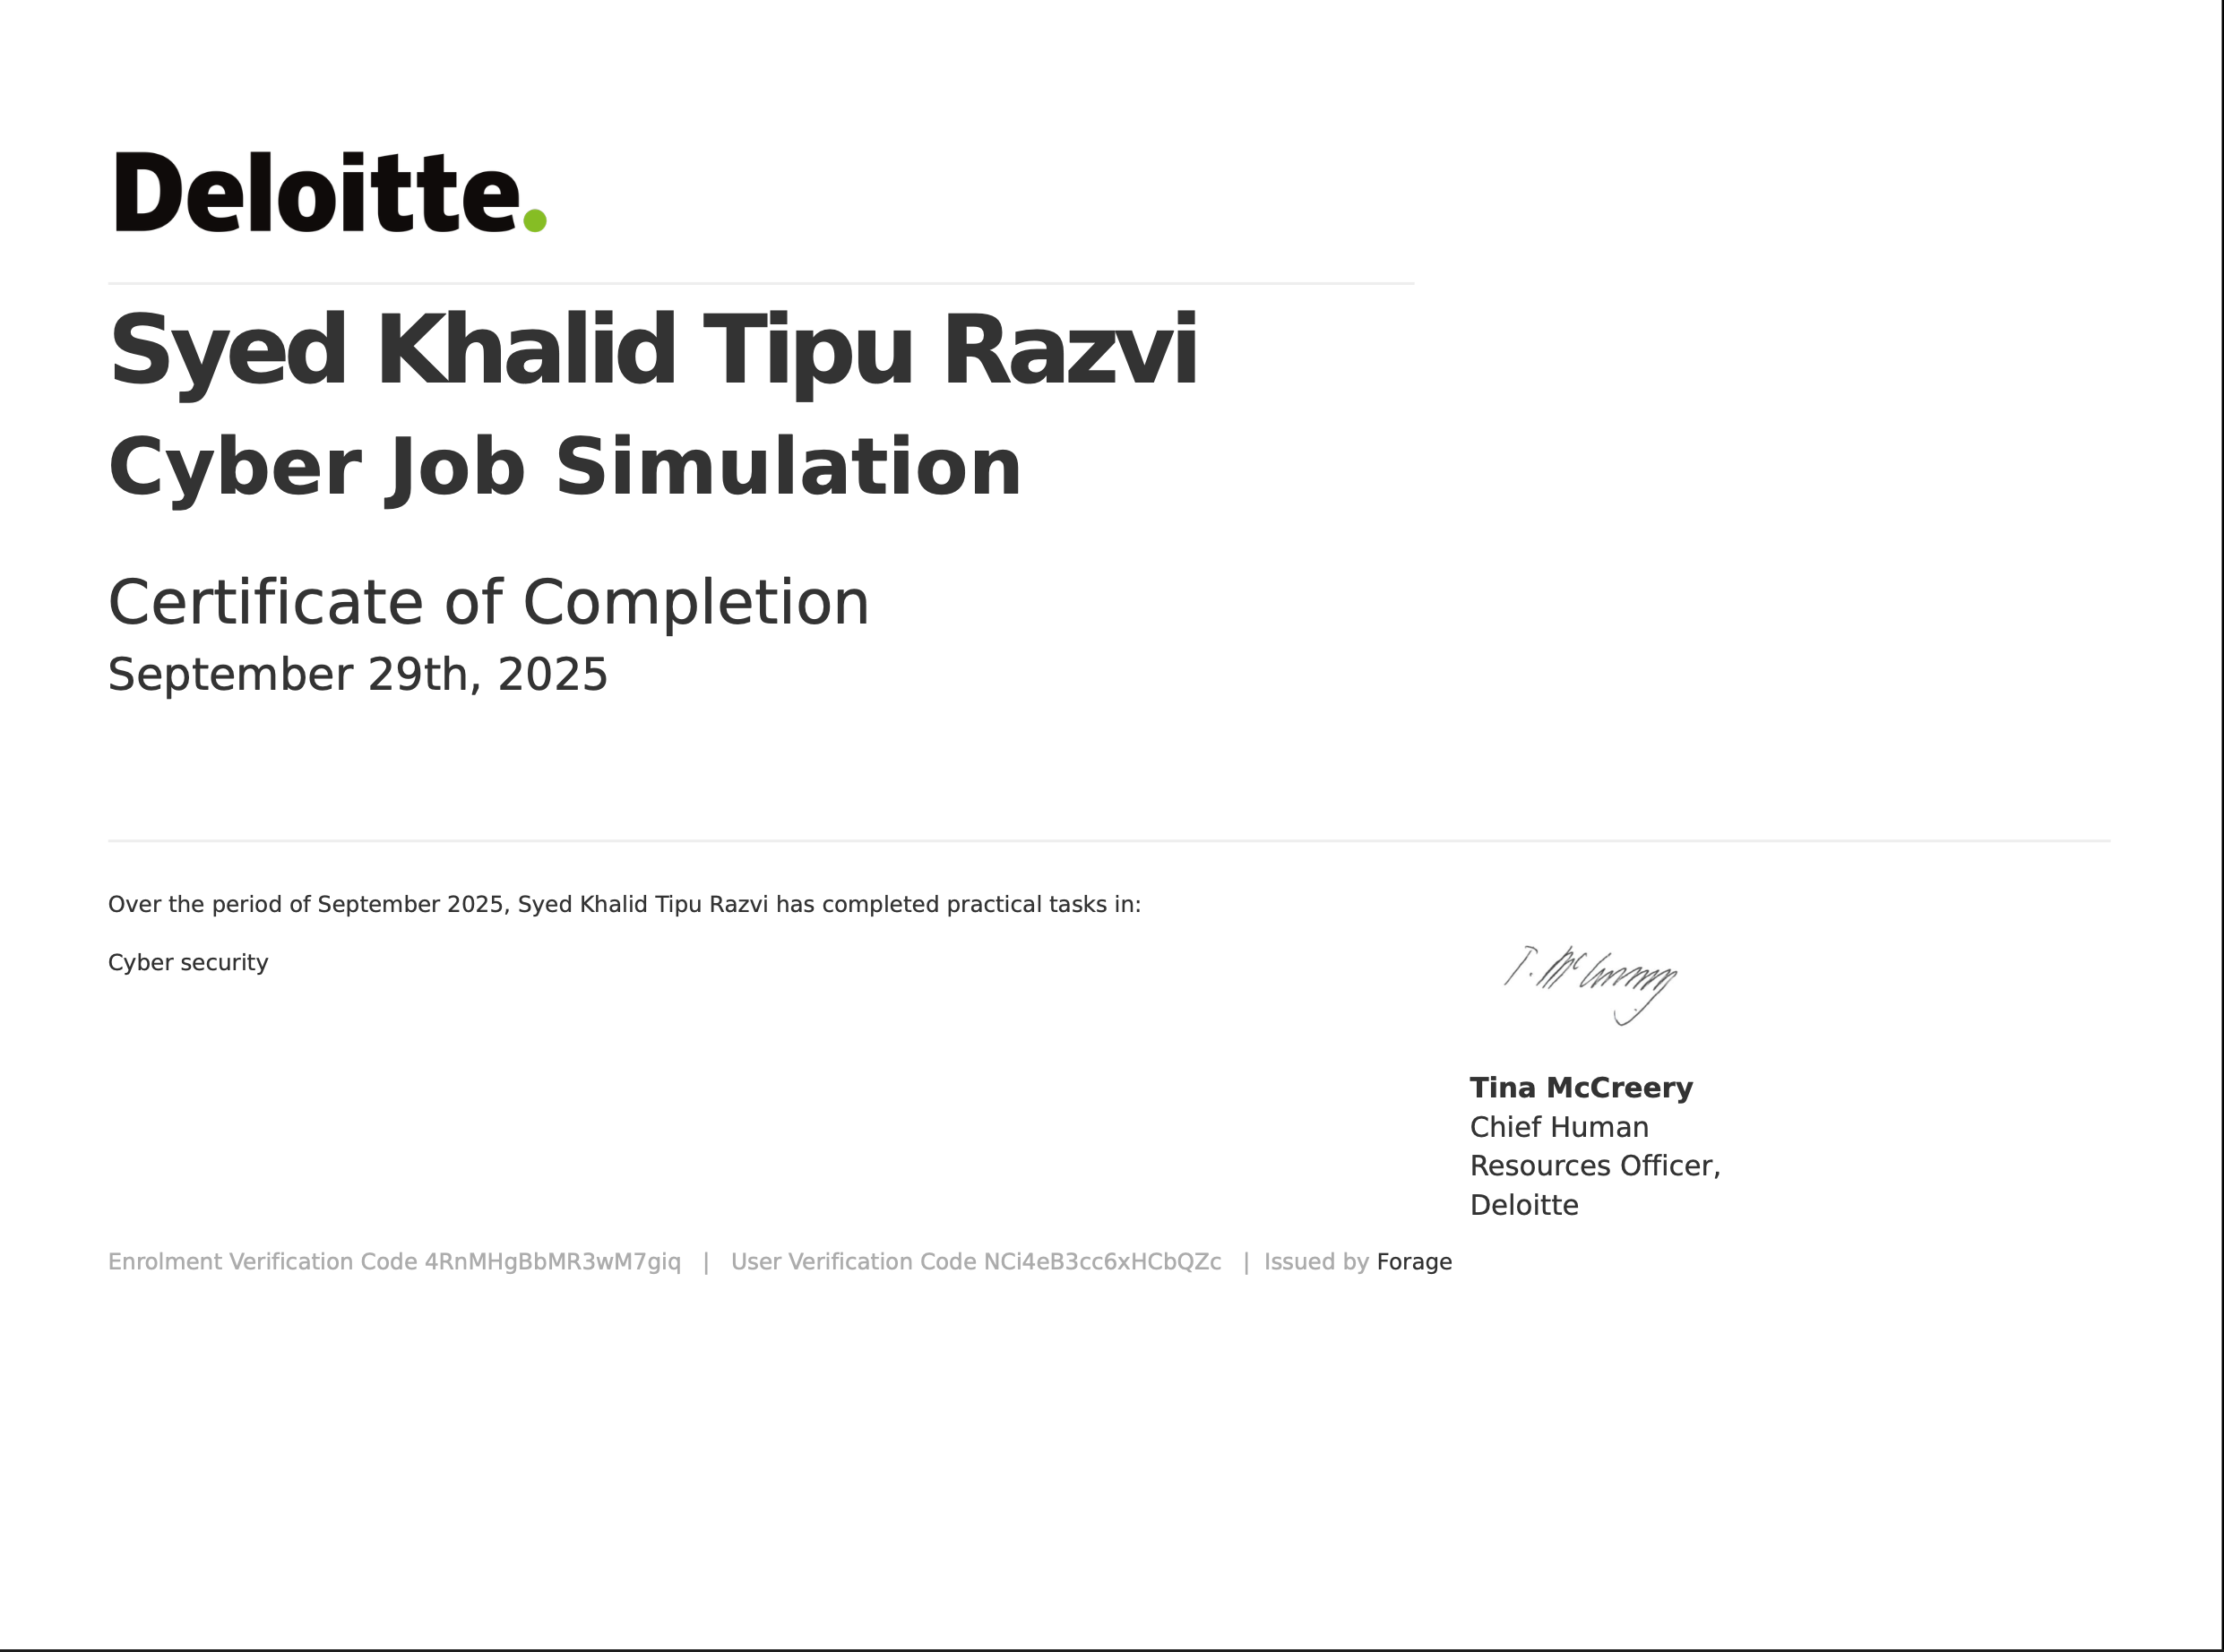 Deloitte.
Syed Khalid Tipu Razvi
Cyber Job Simulation
Certificate of Completion
September 29th, 2025
Over the period of September 2025, Syed Khalid Tipu Razvi has completed practical tasks in:
Cyber security
T. McCreery
Tina McCreery
Chief Human
Resources Officer,
Deloitte
Enrolment Verification Code 4RnMHgBbMR3wM7giq | User Verification Code NCi4eB3cc6xHCbQZc | Issued by Forage